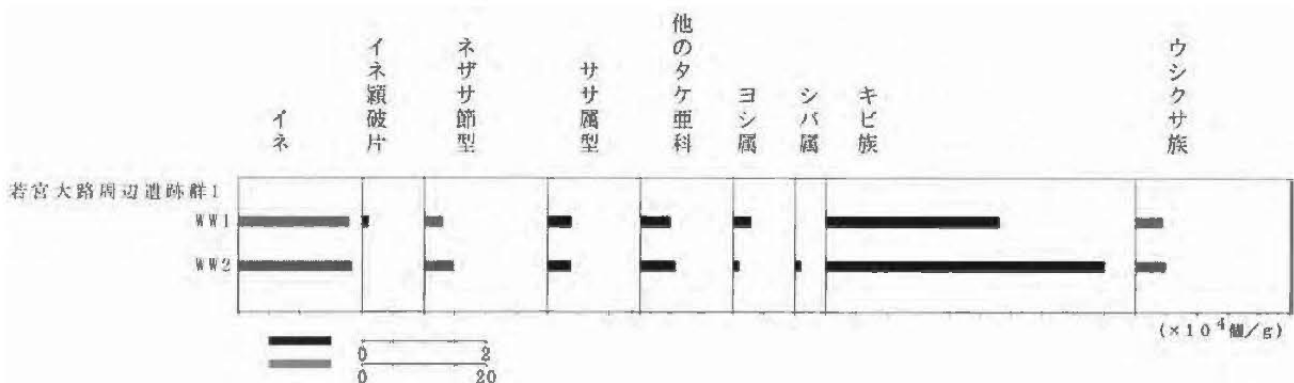 イネ
イネ穎破片
ネザサ節型
ササ属型
他のタケ亜科
ヨシ属
シバ属
キビ族
ウシクサ族
若宮大路周辺遺跡群1
WW1
WW2
(×10⁴個/g)
0 2
0 20